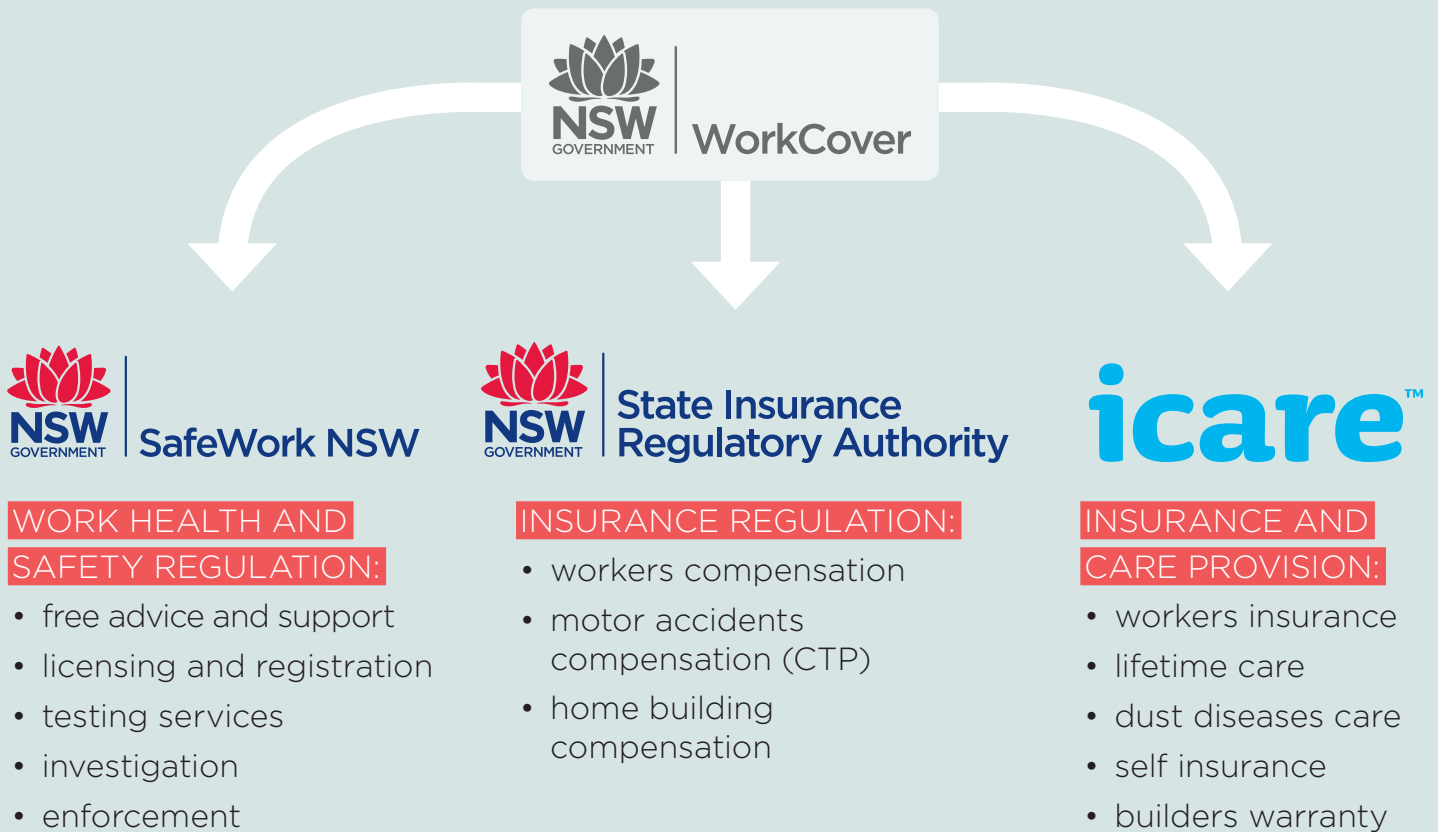 NSW
GOVERNMENT
WorkCover
NSW
GOVERNMENT
SafeWork NSW
WORK HEALTH AND
SAFETY REGULATION:
• free advice and support
• licensing and registration
• testing services
• investigation
• enforcement
NSW
GOVERNMENT
State Insurance
Regulatory Authority
INSURANCE REGULATION:
• workers compensation
• motor accidents
compensation (CTP)
• home building
compensation
icare™
INSURANCE AND
CARE PROVISION:
• workers insurance
• lifetime care
• dust diseases care
• self insurance
• builders warranty